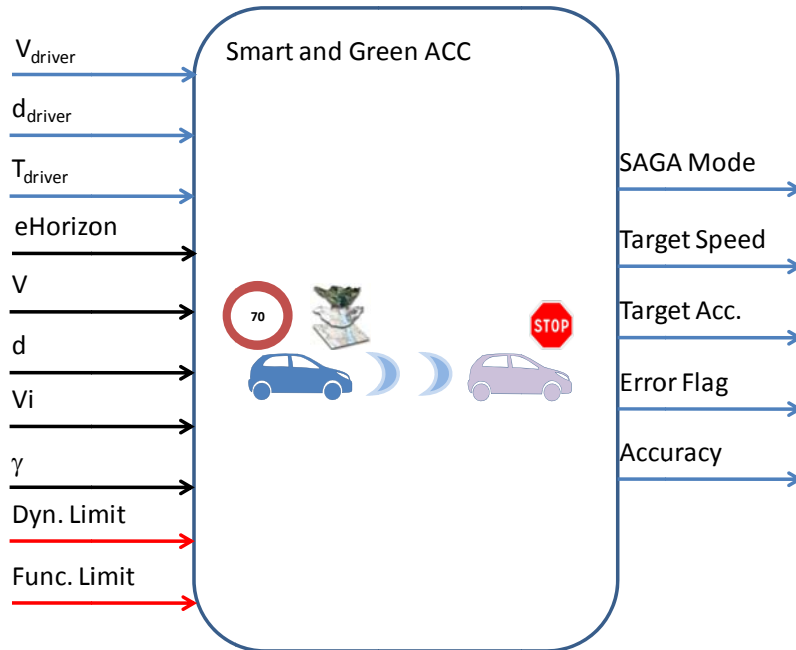 Smart and Green ACC
Vdriver
ddriver
Tdriver
eHorizon
V
d
Vi
γ
Dyn. Limit
Func. Limit
70
STOP
SAGA Mode
Target Speed
Target Acc.
Error Flag
Accuracy